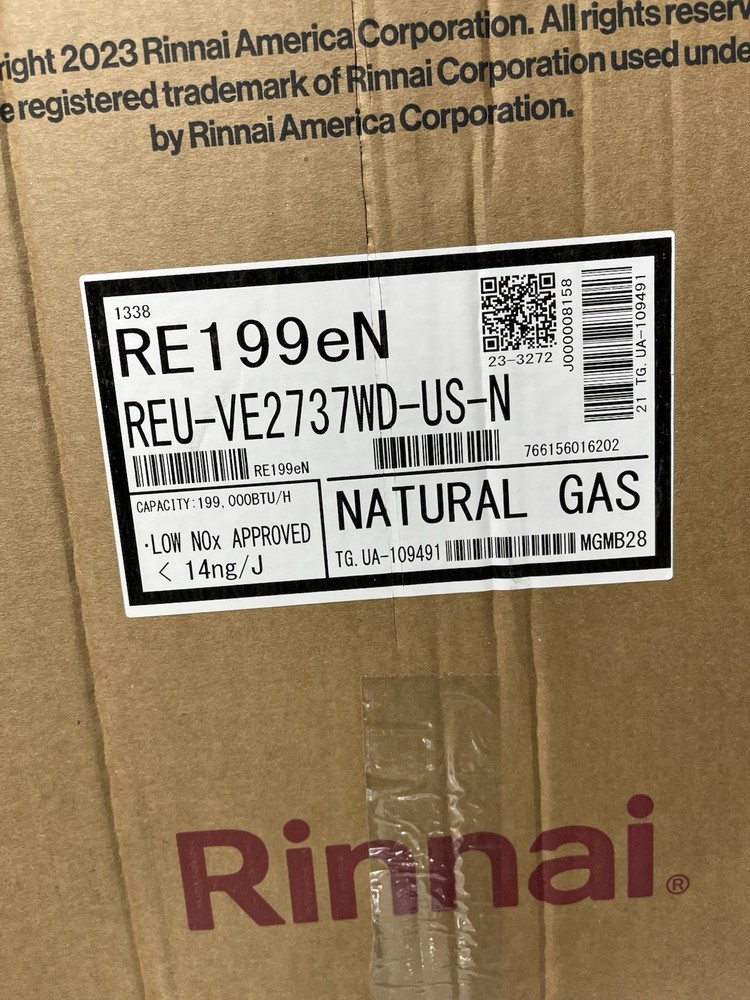 right 2023 Rinnai America Corporation. All rights reserv
e registered trademark of Rinnai Corporation used unde
by Rinnai America Corporation.
1338
RE199eN
23-3272
J000008158
21 TG. UA-109491
REU-VE2737WD-US-N
RE199eN
766156016202
CAPACITY:199,000BTU/H
·LOW NOx APPROVED
< 14ng/J
NATURAL GAS
TG. UA-109491 MGMB28
Rinnai®